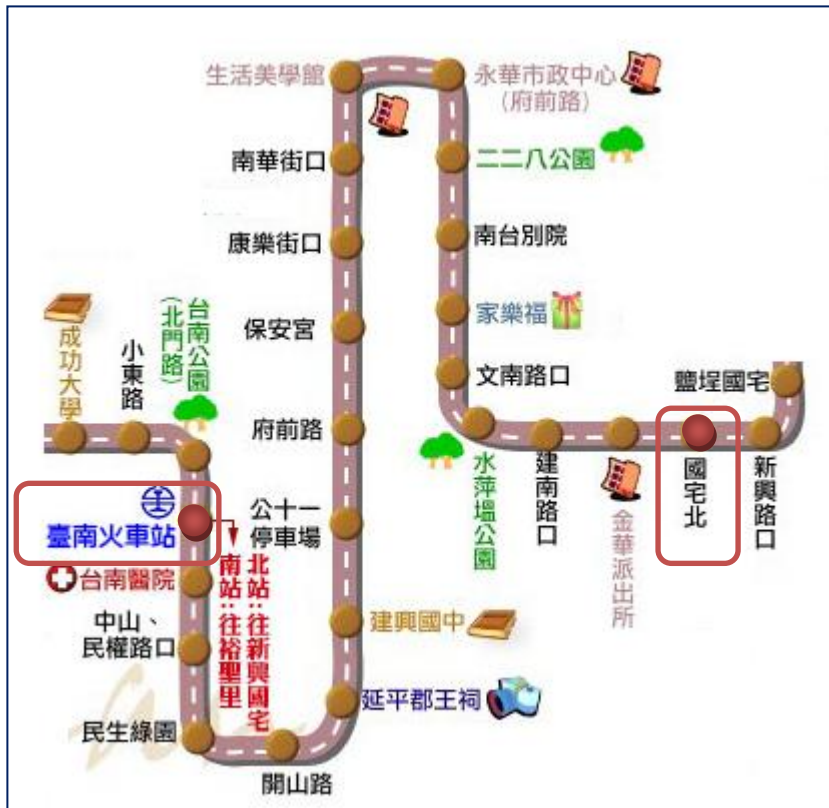 生活美學館
永華市政中心
(府前路)
南華街口
二二八公園
康樂街口
南台別院
保安宮
家樂福
文南路口
鹽埕國宅
成功大學
小東路
台南公園
(北門路)
府前路
水萍塭公園
建南路口
金華派出所
國宅北
新興路口
臺南火車站
公十一
停車場
北站:往新興國宅
南站:往裕聖里
台南醫院
中山、
民權路口
建興國中
延平郡王祠
民生綠園
開山路